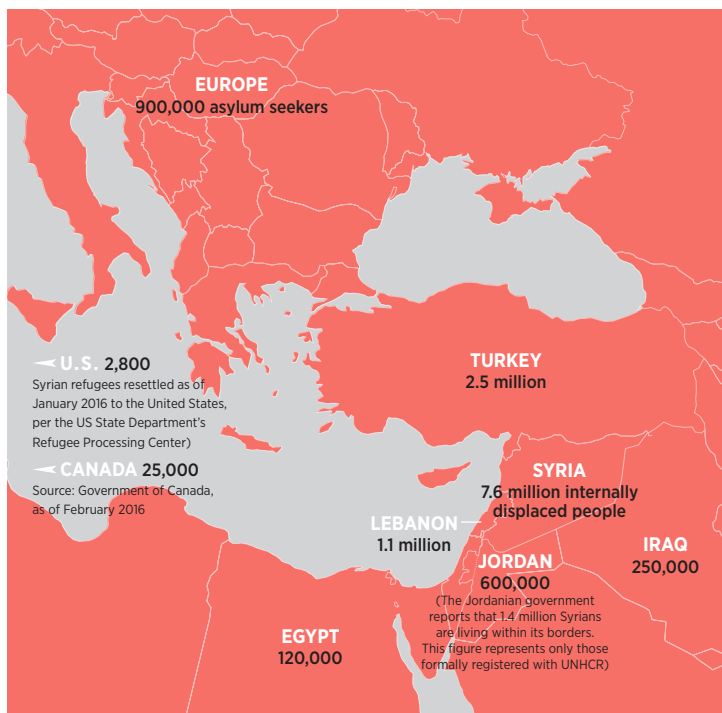 EUROPE
900,000 asylum seekers
U.S. 2,800
Syrian refugees resettled as of
January 2016 to the United States,
per the US State Department's
Refugee Processing Center)
CANADA 25,000
Source: Government of Canada,
as of February 2016
TURKEY
2.5 million
SYRIA
7.6 million internally
displaced people
LEBANON
1.1 million
IRAQ
250,000
JORDAN
600,000
(The Jordanian government
reports that 1.4 million Syrians
are living within its borders.
This figure represents only those
formally registered with UNHCR)
EGYPT
120,000